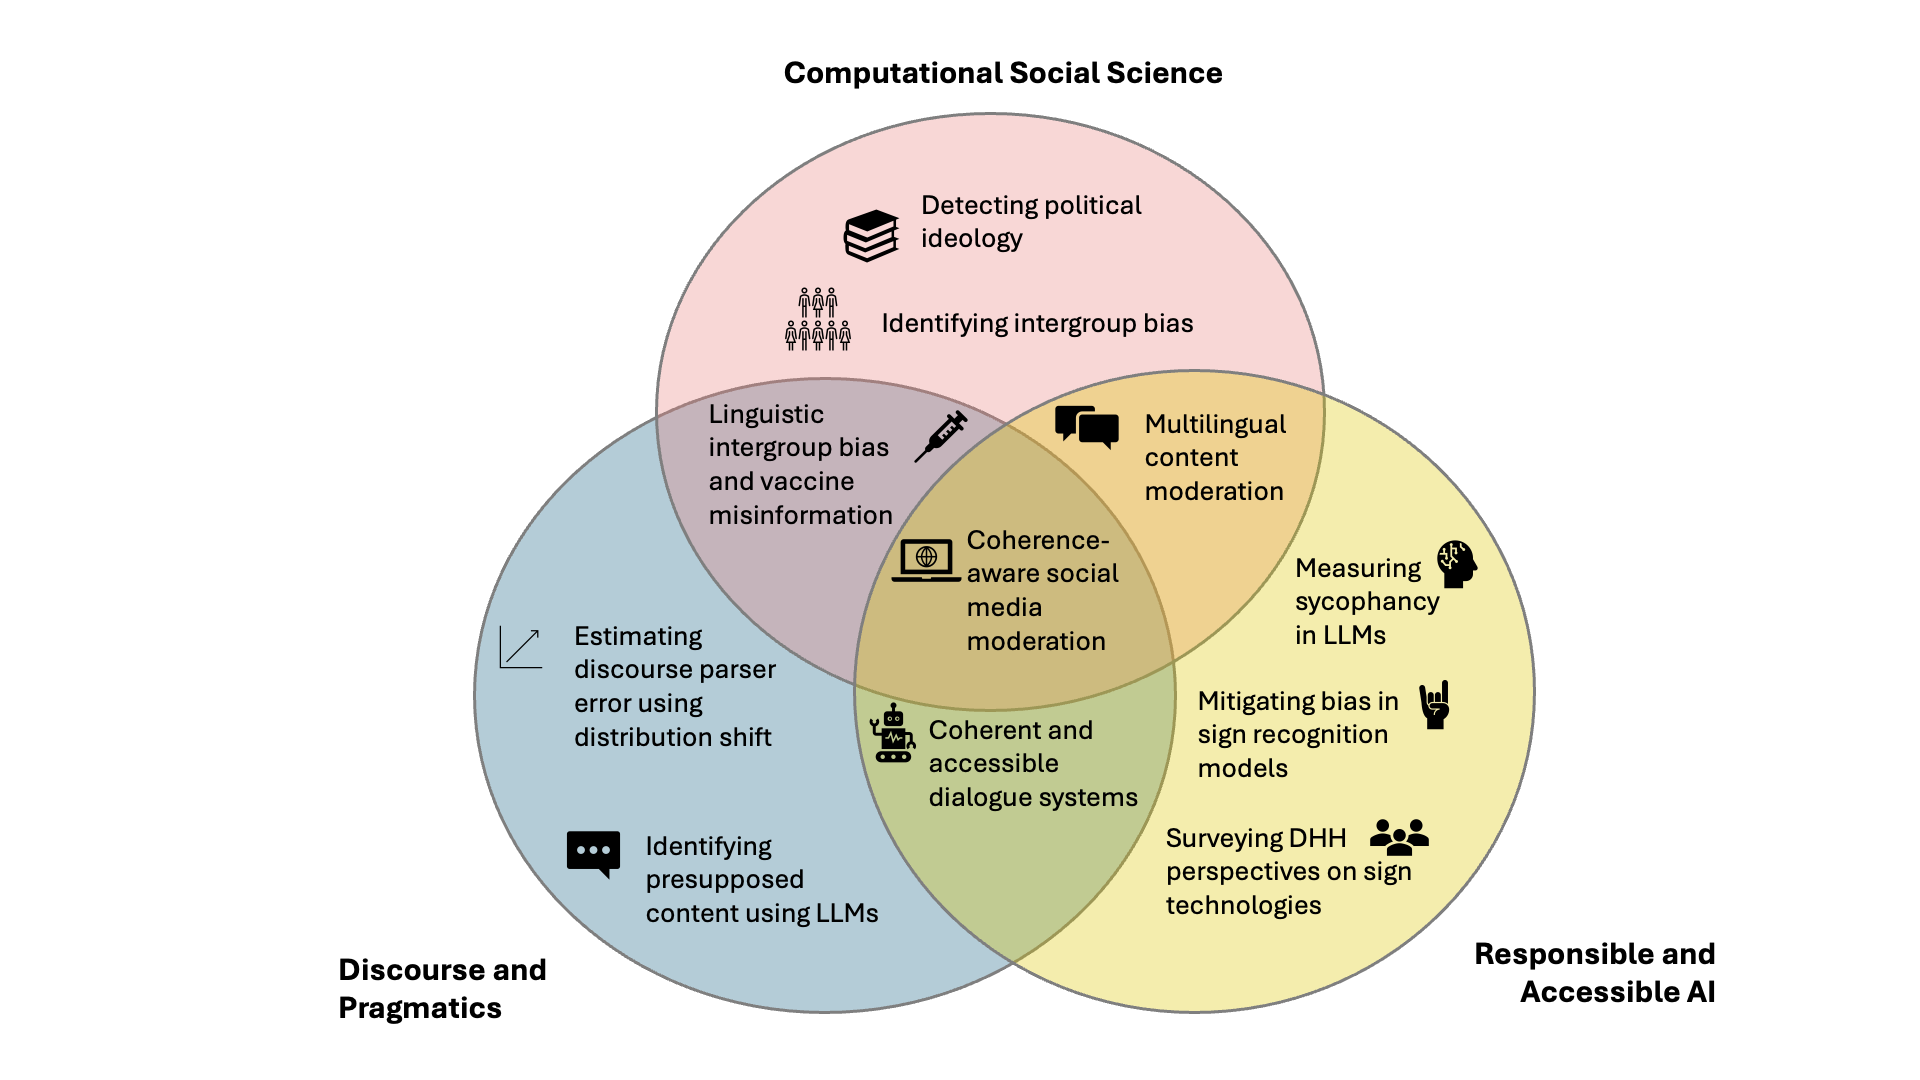 Computational Social Science
Detecting political
ideology
Identifying intergroup bias
Linguistic
intergroup bias
and vaccine
misinformation
Multilingual
content
moderation
Coherence-
aware social
media
moderation
Measuring
sycophancy
in LLMs
Estimating
discourse parser
error using
distribution shift
Mitigating bias in
sign recognition
models
Coherent and
accessible
dialogue systems
Identifying
presupposed
content using LLMs
Surveying DHH
perspectives on sign
technologies
Discourse and
Pragmatics
Responsible and
Accessible AI